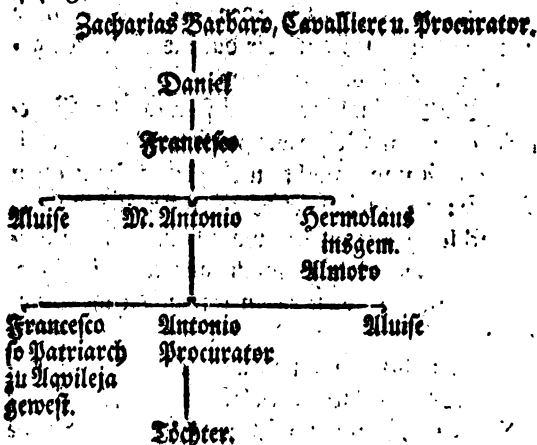 Zacharias Barbaro, Cavalliere u. Procurator.
Daniel
Francesco
Aluise M. Antonio Hermolaus
insgem.
Almoro
Francesco Antonio Aluise
so Patriarch Procurator
zu Aqvileja
gewest.
Töchter.